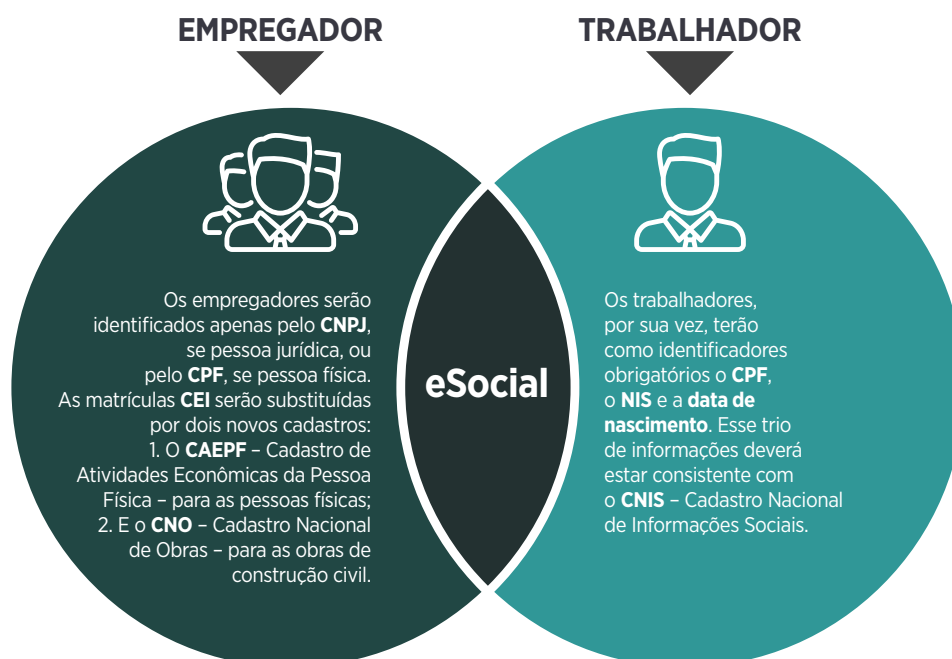 EMPREGADOR
Os empregadores serão
identificados apenas pelo CNPJ,
se pessoa jurídica, ou
pelo CPF, se pessoa física.
As matrículas CEI serão substituídas
por dois novos cadastros:
1. O CAEPF – Cadastro de
Atividades Econômicas da Pessoa
Física – para as pessoas físicas;
2. E o CNO – Cadastro Nacional
de Obras – para as obras de
construção civil.
eSocial
TRABALHADOR
Os trabalhadores,
por sua vez, terão
como identificadores
obrigatórios o CPF,
o NIS e a data de
nascimento. Esse trio
de informações deverá
estar consistente com
o CNIS – Cadastro Nacional
de Informações Sociais.